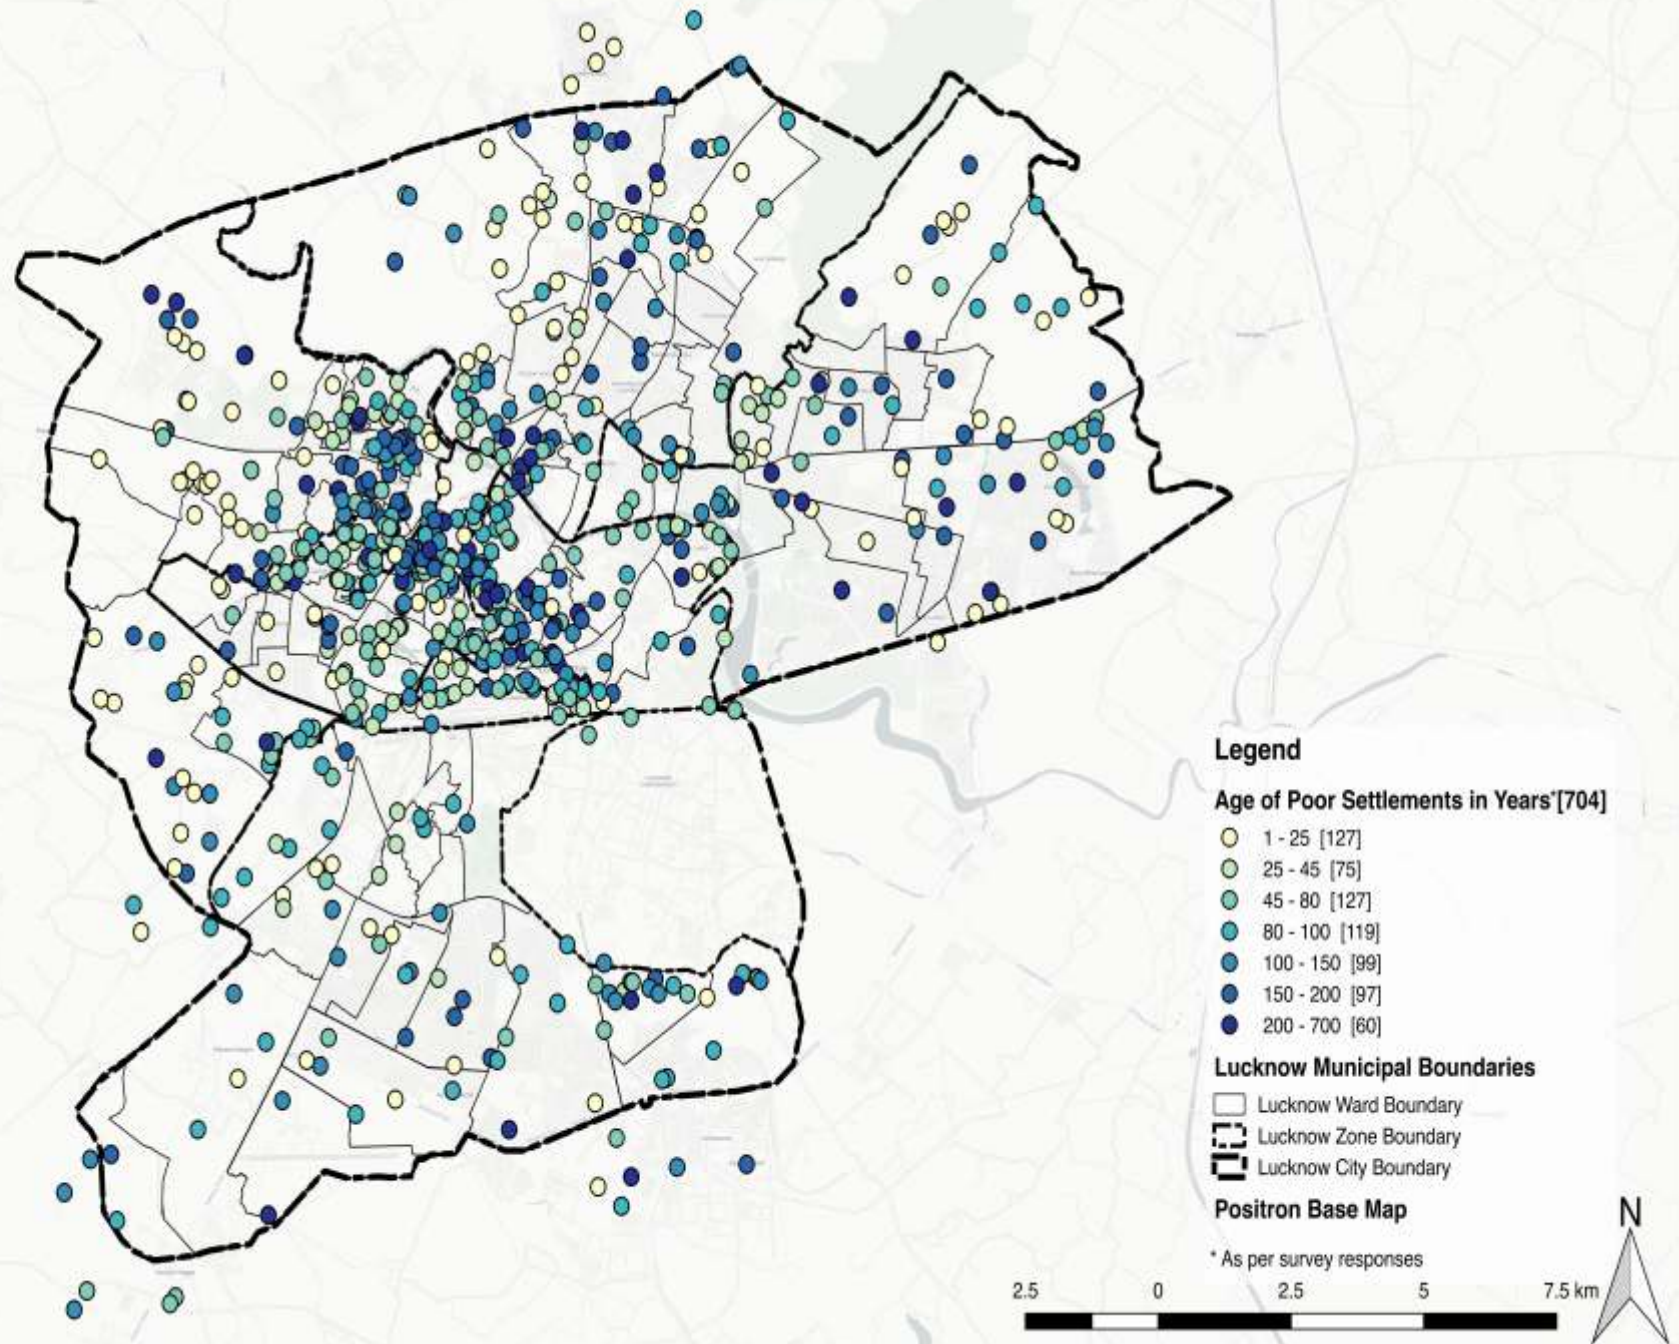 Legend
Age of Poor Settlements in Years*[704]
1 - 25 [127]
25 - 45 [75]
45 - 80 [127]
80 - 100 [119]
100 - 150 [99]
150 - 200 [97]
200 - 700 [60]
Lucknow Municipal Boundaries
Lucknow Ward Boundary
Lucknow Zone Boundary
Lucknow City Boundary
Positron Base Map
* As per survey responses
N
2.5 0 2.5 5 7.5 km